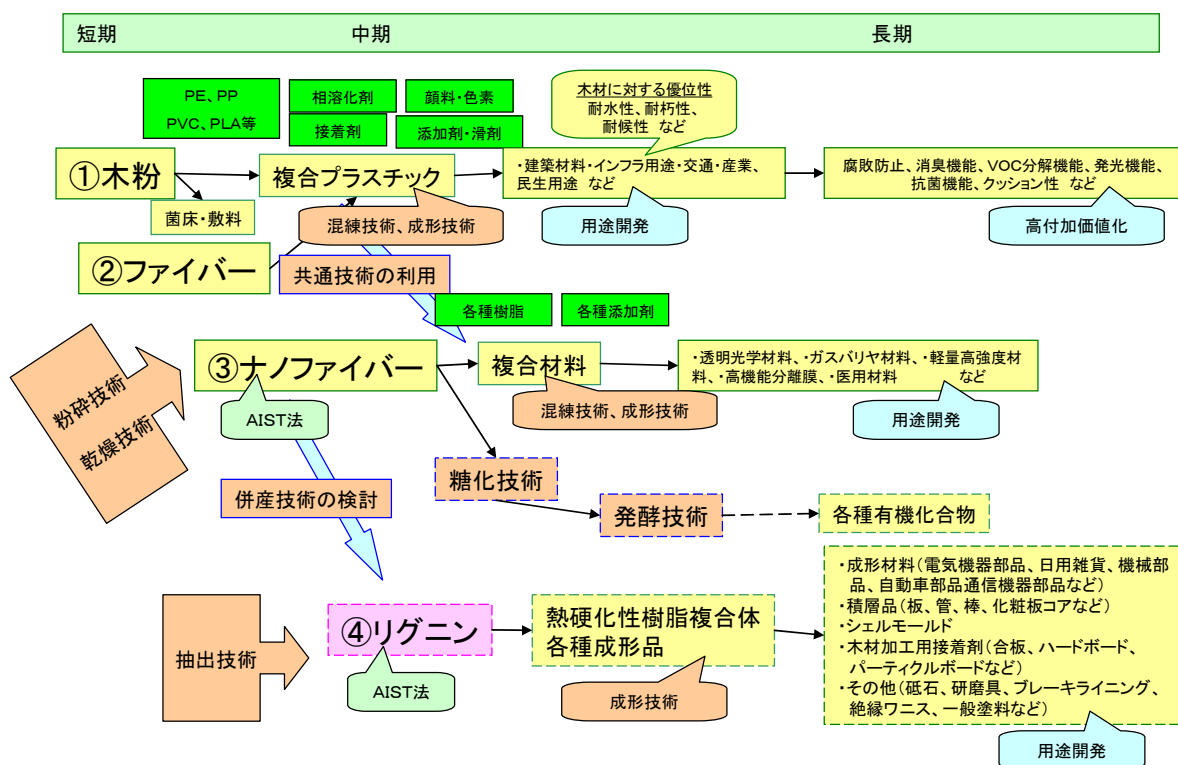 短期 中期 長期
PE、PP
PVC、PLA等
相溶化剤
顔料・色素
接着剤
添加剤・滑剤
木材に対する優位性
耐水性、耐朽性、
耐候性 など
①木粉
複合プラスチック
・建築材料・インフラ用途・交通・産業、
民生用途 など
腐敗防止、消臭機能、VOC分解機能、発光機能、
抗菌機能、クッション性 など
菌床・敷料
混練技術、成形技術
用途開発
高付加価値化
②ファイバー
共通技術の利用
各種樹脂
各種添加剤
粉砕技術
乾燥技術
③ナノファイバー
複合材料
・透明光学材料、・ガスバリヤ材料、・軽量高強度材
料、・高機能分離膜、・医用材料 など
AIST法
混練技術、成形技術
用途開発
糖化技術
併産技術の検討
発酵技術
各種有機化合物
抽出技術
④リグニン
熱硬化性樹脂複合体
各種成形品
・成形材料(電気機器部品、日用雑貨、機械部
品、自動車部品通信機器部品など)
・積層品(板、管、棒、化粧板コアなど)
・シェルモールド
・木材加工用接着剤(合板、ハードボード、
パーティクルボードなど)
・その他(砥石、研磨具、ブレーキライニング、
絶縁ワニス、一般塗料など)
AIST法
成形技術
用途開発